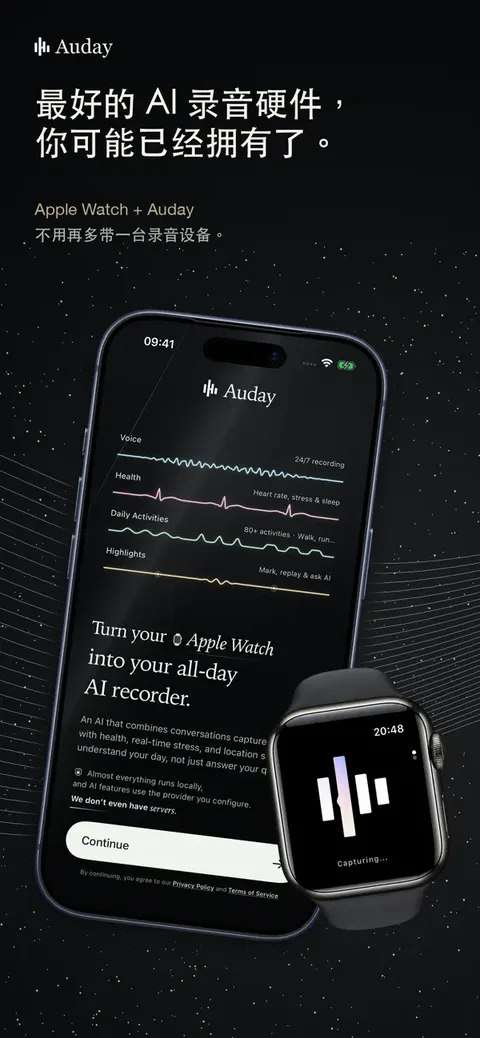 Auday
最好的 AI 录音硬件，
你可能已经拥有了。
Apple Watch + Auday
不用再多带一台录音设备。
09:41
Auday
Voice
24/7 recording
Health
Heart rate, stress & sleep
Daily Activities
80+ activities · Walk, run...
Highlights
Mark, replay & ask AI
Turn your Apple Watch
into your all-day
AI recorder.
An AI that combines conversations capture
with health, real-time stress, and location s
understand your day, not just answer your q
Almost everything runs locally,
and AI features use the provider you configure.
We don't even have servers.
Continue
By continuing, you agree to our Privacy Policy and Terms of Service
20:48
Capturing...